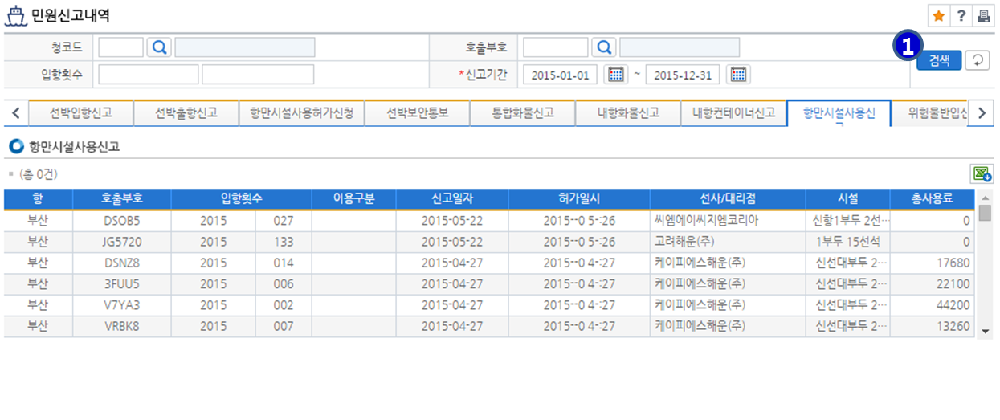 민원신고내역
?
청코드 호출부호
1
검색
입항횟수 *신고기간 2015-01-01 ~ 2015-12-31
선박입항신고 선박출항신고 항만시설사용허가신청 선박보안통보 통합화물신고 내항화물신고 내항컨테이너신고 항만시설사용신고 위험물반입신
항만시설사용신고
(총 0건)
항 호출부호 입항횟수 이용구분 신고일자 허가일시 선사/대리점 시설 총사용료
부산 DSOB5 2015 027 2015-05-22 2015--0 5-:26 씨엠에이씨지엠코리아 신항1부두 2선… 0
부산 JG5720 2015 133 2015-05-22 2015--0 5-:26 고려해운(주) 1부두 15선석 0
부산 DSNZ8 2015 014 2015-04-27 2015--0 4-:27 케이피에스해운(주) 신선대부두 2… 17680
부산 3FUU5 2015 006 2015-04-27 2015--0 4-:27 케이피에스해운(주) 신선대부두 2… 22100
부산 V7YA3 2015 002 2015-04-27 2015--0 4-:27 케이피에스해운(주) 신선대부두 2… 44200
부산 VRBK8 2015 007 2015-04-27 2015--0 4-:27 케이피에스해운(주) 신선대부두 2… 13260